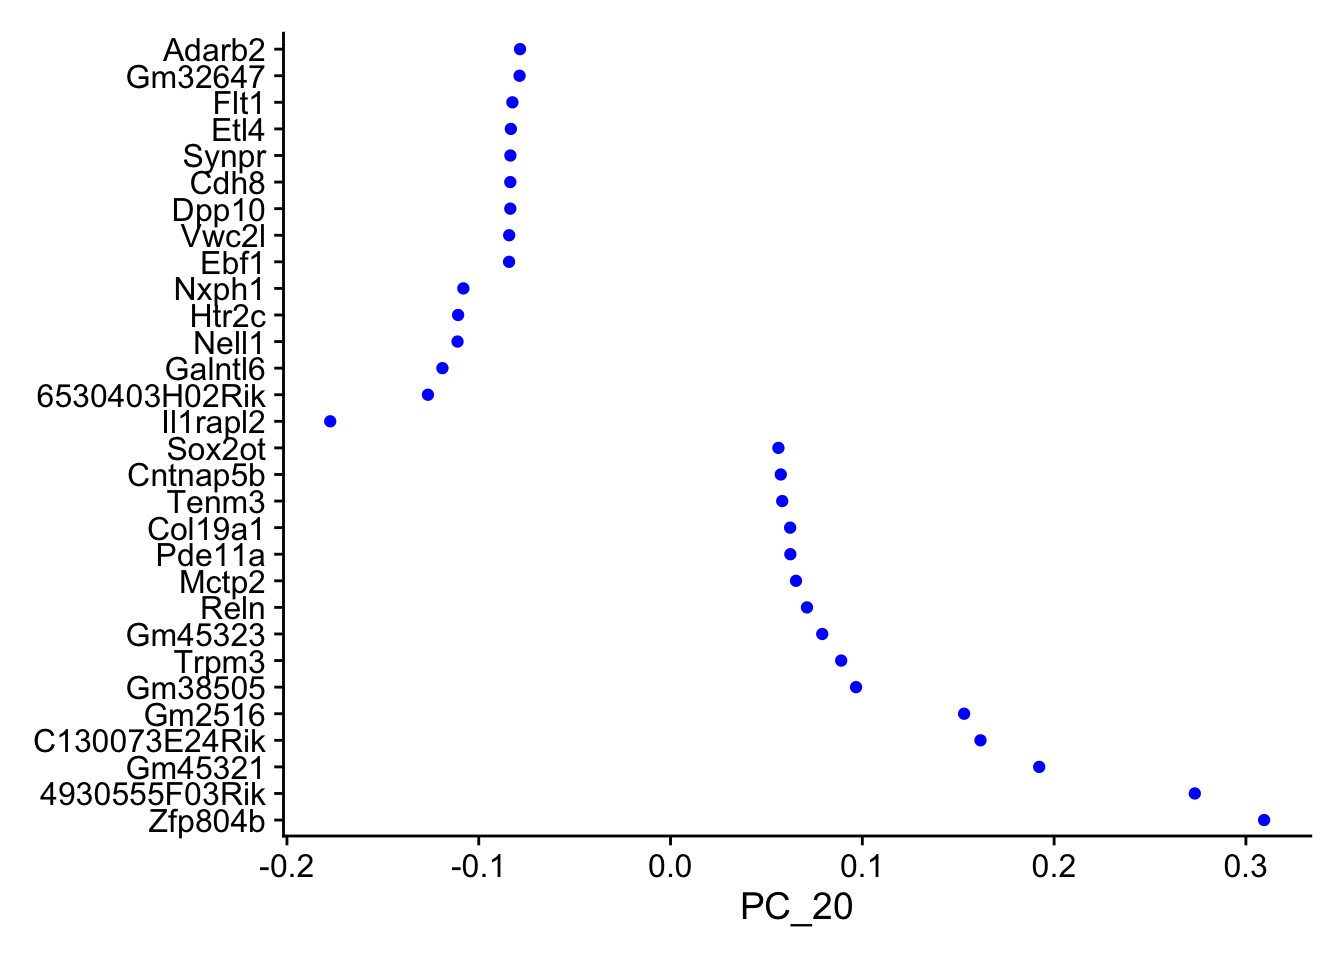 Adarb2
Gm32647
Flt1
Etl4
Synpr
Cdh8
Dpp10
Vwc2l
Ebf1
Nxph1
Htr2c
Nell1
Galntl6
6530403H02Rik
Il1rapl2
Sox2ot
Cntnap5b
Tenm3
Col19a1
Pde11a
Mctp2
Reln
Gm45323
Trpm3
Gm38505
Gm2516
C130073E24Rik
Gm45321
4930555F03Rik
Zfp804b
-0.2 -0.1 0.0 0.1 0.2 0.3
PC_20